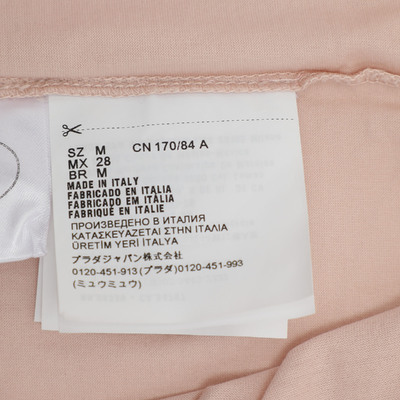 SZ M CN 170/84 A
MX 28
BR M
MADE IN ITALY
FABRICADO EN ITALIA
FABRICADO EM ITÁLIA
FABRIQUÉ EN ITALIE
ПРОИЗВЕДЕНО В ИТАЛИЯ
ΚΑΤΑΣΚΕΥΑΖΕΤΑΙ ΣΤΗΝ ΙΤΑΛΙΑ
ÜRETİM YERİ İTALYA
プラダジャパン株式会社
0120-451-913 (プラダ) 0120-451-993
(ミュウミュウ)